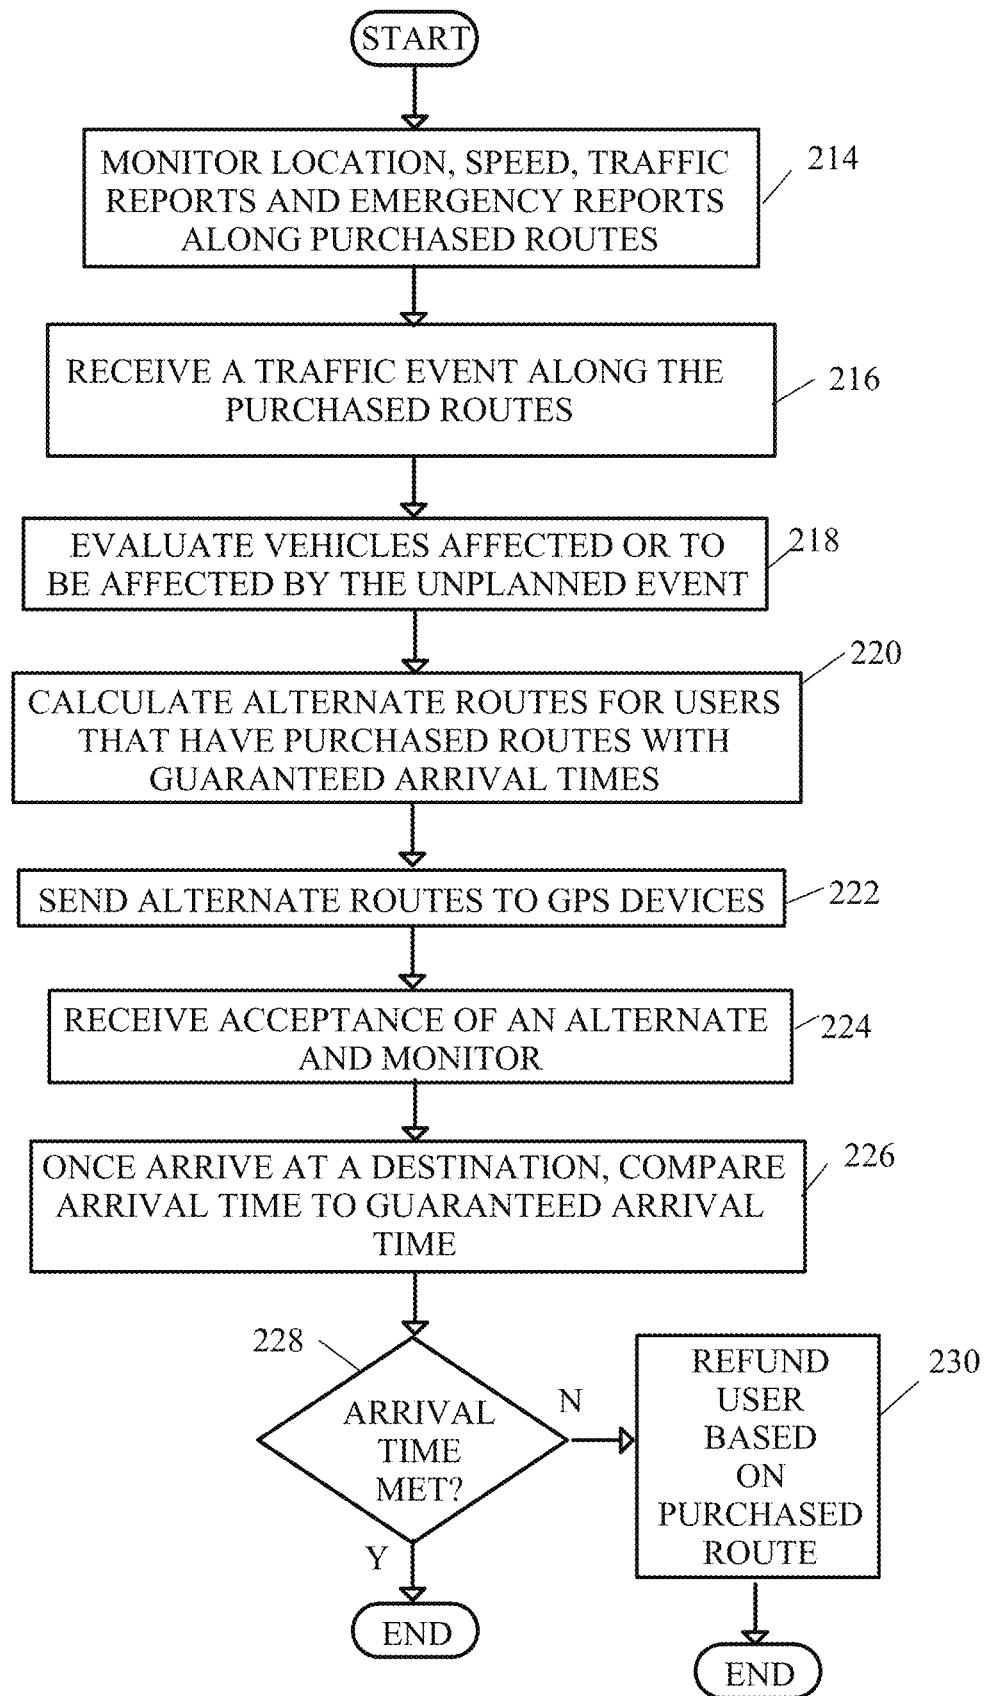 START
MONITOR LOCATION, SPEED, TRAFFIC
REPORTS AND EMERGENCY REPORTS
ALONG PURCHASED ROUTES
214
RECEIVE A TRAFFIC EVENT ALONG THE
PURCHASED ROUTES
216
EVALUATE VEHICLES AFFECTED OR TO
BE AFFECTED BY THE UNPLANNED EVENT
218
220
CALCULATE ALTERNATE ROUTES FOR USERS
THAT HAVE PURCHASED ROUTES WITH
GUARANTEED ARRIVAL TIMES
SEND ALTERNATE ROUTES TO GPS DEVICES
222
RECEIVE ACCEPTANCE OF AN ALTERNATE
AND MONITOR
224
ONCE ARRIVE AT A DESTINATION, COMPARE
ARRIVAL TIME TO GUARANTEED ARRIVAL
TIME
226
228
ARRIVAL
TIME
MET?
N
Y
END
REFUND
USER
BASED
ON
PURCHASED
ROUTE
230
END